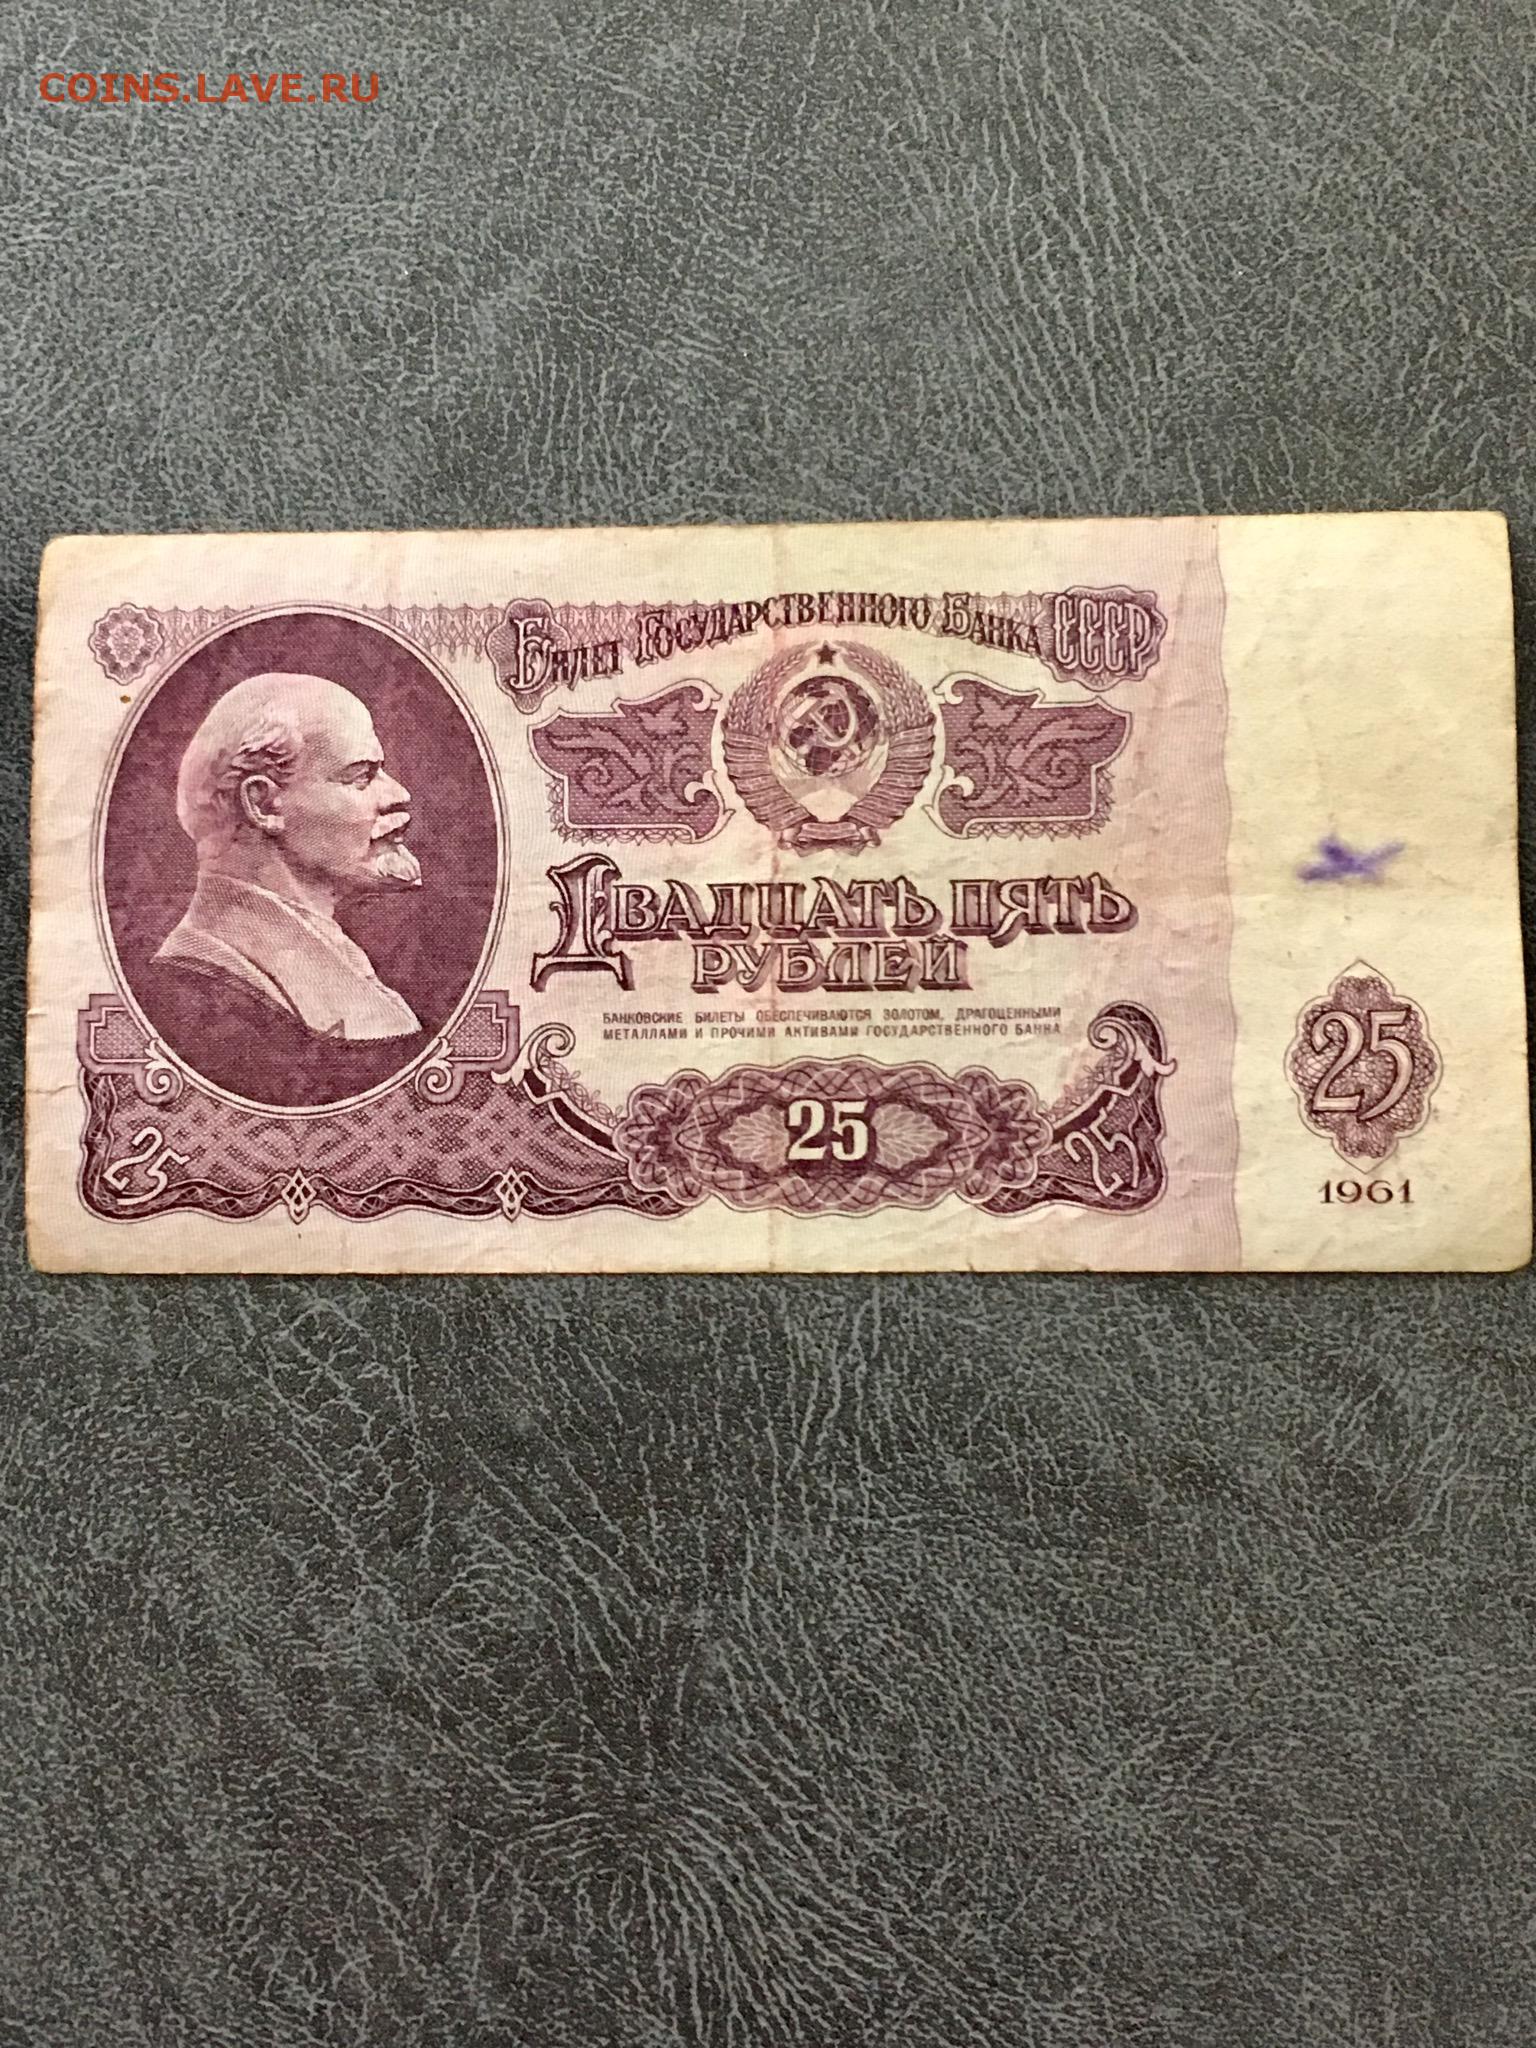 COINS.LAVE.RU
Билет Государственного Банка СССР
Двадцать пять
рублей
БАНКОВСКИЕ БИЛЕТЫ ОБЕСПЕЧИВАЮТСЯ ЗОЛОТОМ, ДРАГОЦЕННЫМИ
МЕТАЛЛАМИ И ПРОЧИМИ АКТИВАМИ ГОСУДАРСТВЕННОГО БАНКА
25
25
25
25
1961